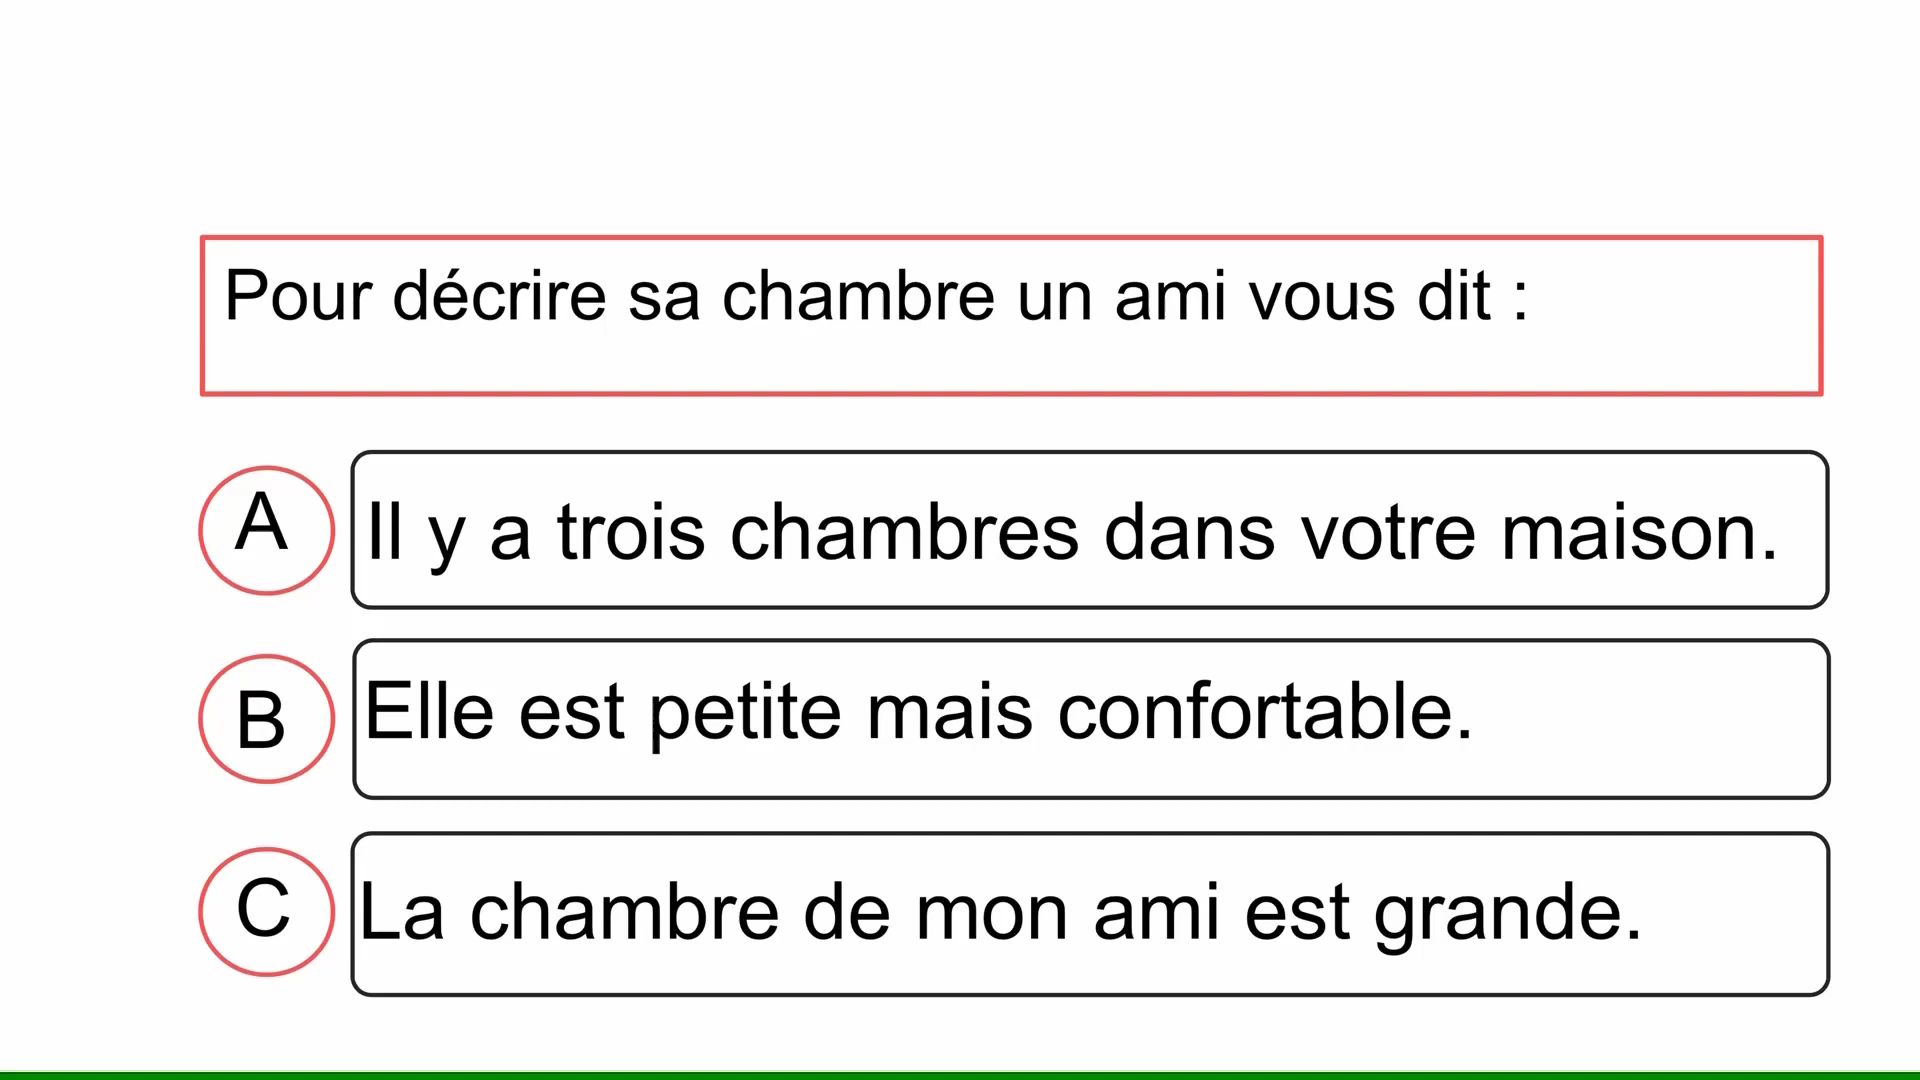 Pour décrire sa chambre un ami vous dit :
A
Il y a trois chambres dans votre maison.
B
Elle est petite mais confortable.
C
La chambre de mon ami est grande.